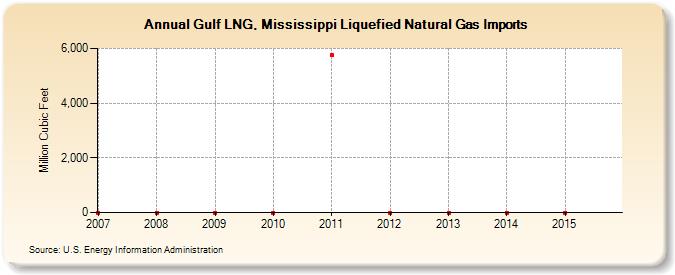 Annual Gulf LNG, Mississippi Liquefied Natural Gas Imports
Million Cubic Feet
6,000
4,000
2,000
0
2007 2008 2009 2010 2011 2012 2013 2014 2015
Source: U.S. Energy Information Administration